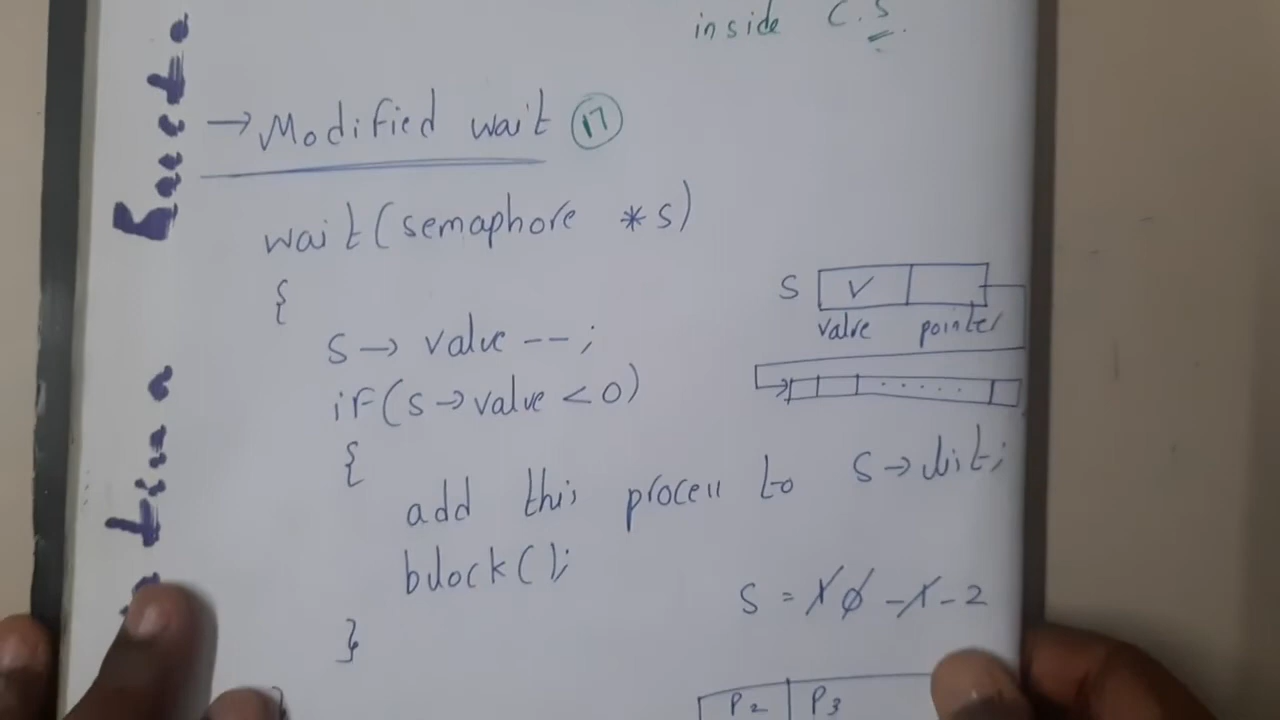 inside C.S.
→ Modified wait 17
wait(semaphore *s)
{
s → value --;
if(s → value < 0)
{
add this process to s → list;
block();
}
}
S V
value pointer
S = 1 0 -1 -2
P2 P3